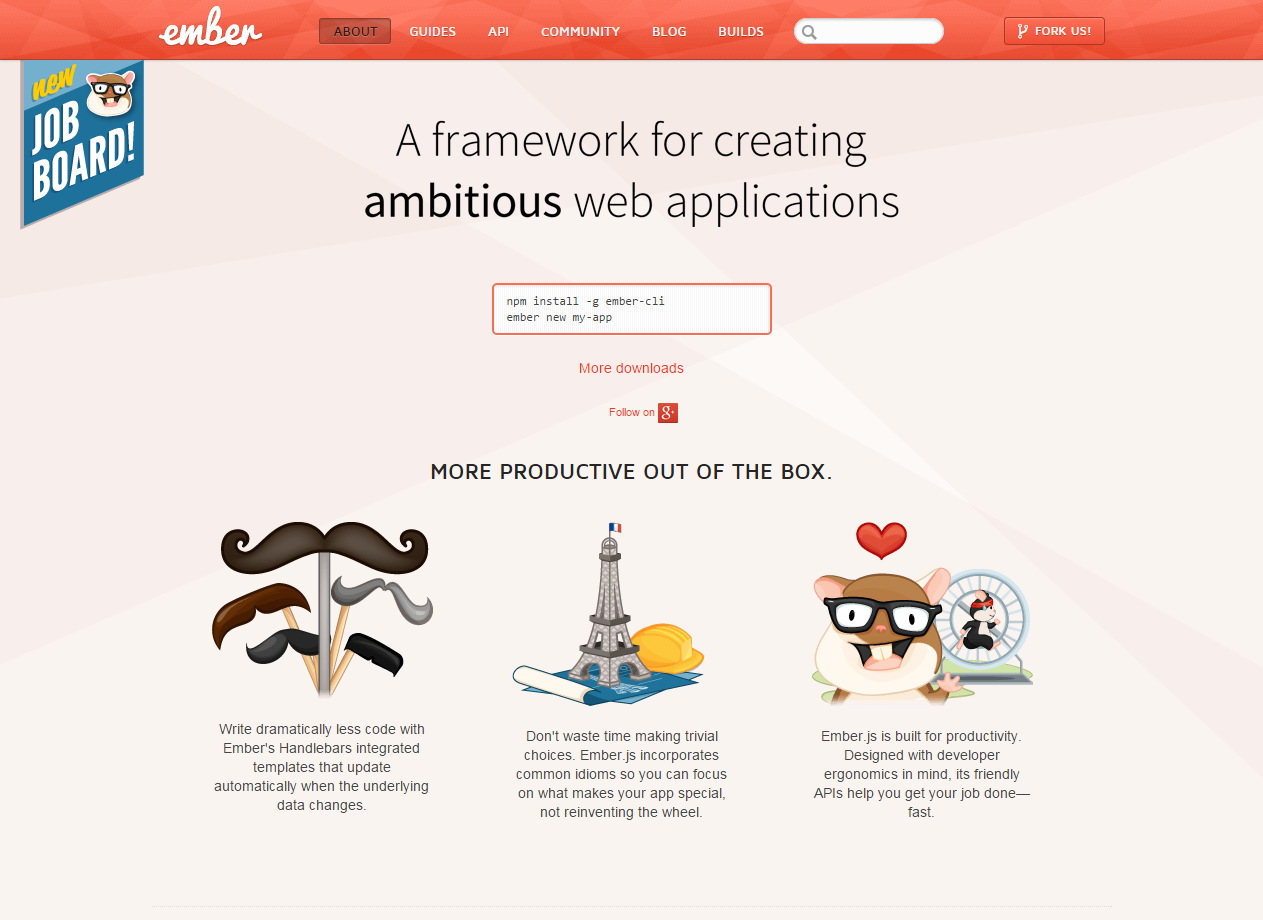 ember
ABOUT
GUIDES
API
COMMUNITY
BLOG
BUILDS
FORK US!
new
JOB
BOARD!
A framework for creating
ambitious web applications
npm install -g ember-cli
ember new my-app
More downloads
Follow on g+
MORE PRODUCTIVE OUT OF THE BOX.
Write dramatically less code with
Ember's Handlebars integrated
templates that update
automatically when the underlying
data changes.
Don't waste time making trivial
choices. Ember.js incorporates
common idioms so you can focus
on what makes your app special,
not reinventing the wheel.
Ember.js is built for productivity.
Designed with developer
ergonomics in mind, its friendly
APIs help you get your job done—
fast.